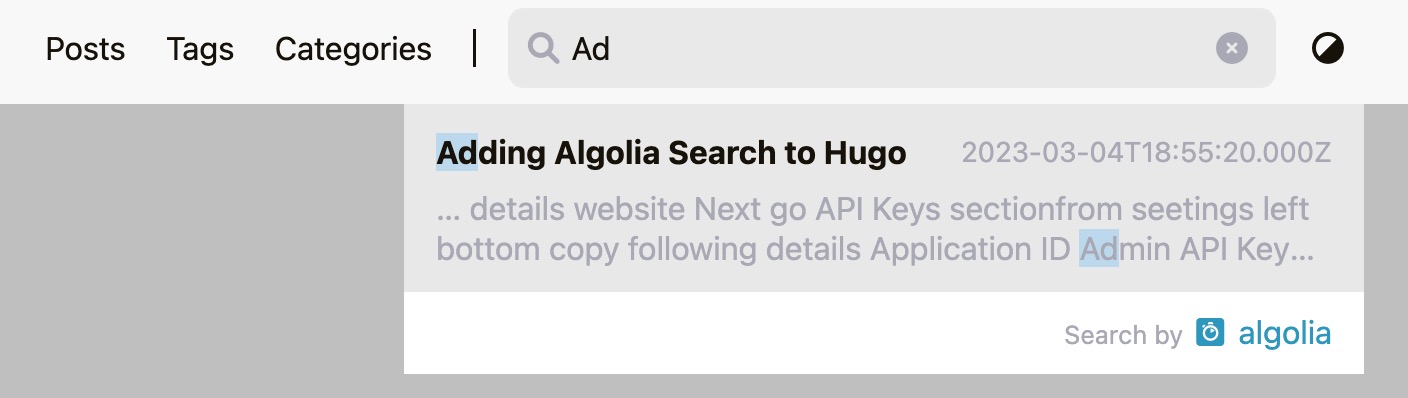 Posts Tags Categories | Ad
Adding Algolia Search to Hugo 2023-03-04T18:55:20.000Z
... details website Next go API Keys sectionfrom seetings left
bottom copy following details Application ID Admin API Key...
Search by algolia